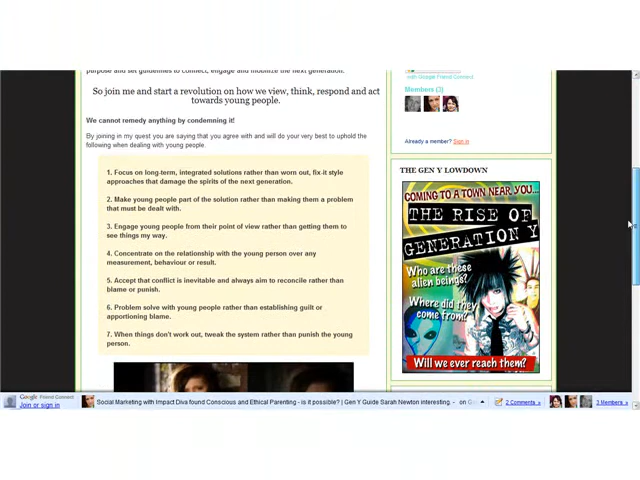 purpose and set guidelines to connect, engage and mobilize the next generation.
So join me and start a revolution on how we view, think, respond and act
towards young people.
We cannot remedy anything by condemning it!
By joining in my quest you are saying that you agree with and will do your very best to uphold the
following when dealing with young people.
1. Focus on long-term, integrated solutions rather than worn out, fix-it style
approaches that damage the spirits of the next generation.
2. Make young people part of the solution rather than making them a problem
that must be dealt with.
3. Engage young people from their point of view rather than getting them to
see things my way.
4. Concentrate on the relationship with the young person over any
measurement, behaviour or result.
5. Accept that conflict is inevitable and always aim to reconcile rather than
blame or punish.
6. Problem solve with young people rather than establishing guilt or
apportioning blame.
7. When things don't work out, tweak the system rather than punish the young
person.
with Google Friend Connect
Members (3)
Already a member? Sign in
THE GEN Y LOWDOWN
COMING TO A TOWN NEAR YOU...
THE RISE OF
GENERATION Y
Who are these
alien beings?
Where did they
come from?
Will we ever reach them?
Google Friend Connect
Join or sign in
Social Marketing with Impact Diva found Conscious and Ethical Parenting - is it possible? | Gen Y Guide Sarah Newton interesting. - on Ge
2 Comments »
3 Members »